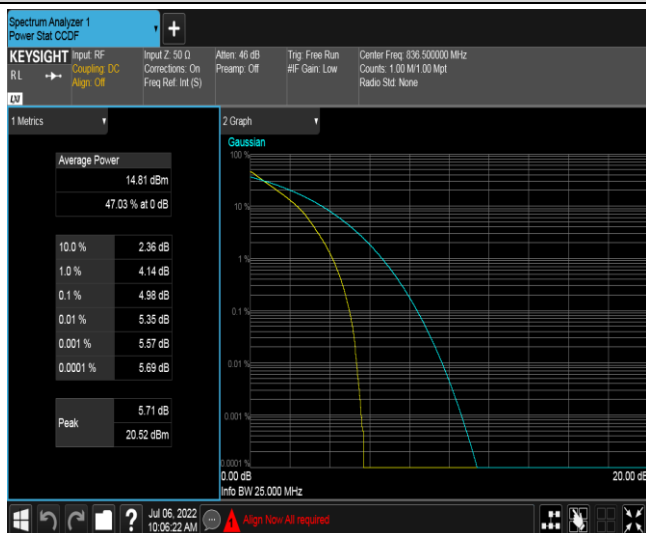 Spectrum Analyzer 1
Power Stat CCDF
+
KEYSIGHT
RL
LXI
Input: RF
Coupling: DC
Align: Off
Input Z: 50 Ω
Corrections: On
Freq Ref: Int (S)
Atten: 46 dB
Preamp: Off
Trig: Free Run
#IF Gain: Low
Center Freq: 836.500000 MHz
Counts: 1.00 M/1.00 Mpt
Radio Std: None
1 Metrics
Average Power
14.81 dBm
47.03 % at 0 dB
10.0 % 2.36 dB
1.0 % 4.14 dB
0.1 % 4.98 dB
0.01 % 5.35 dB
0.001 % 5.57 dB
0.0001 % 5.69 dB
Peak
5.71 dB
20.52 dBm
2 Graph
Gaussian
100 %
10 %
1 %
0.1 %
0.01 %
0.001 %
0.0001 %
0.00 dB 20.00 dB
Info BW 25.000 MHz
?
Jul 06, 2022
10:06:22 AM
Align Now All required